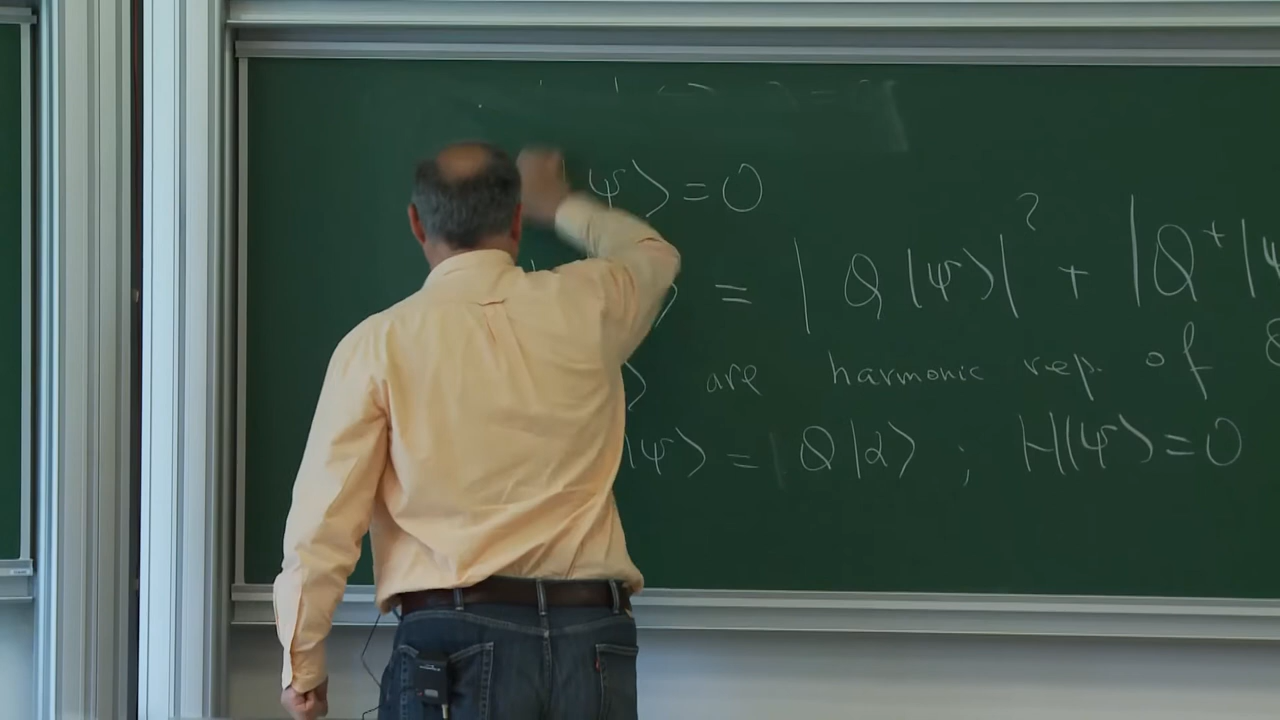 ψ⟩ = 0
⟩ = | Q |ψ⟩|² + | Q⁺ |ψ
⟩ are harmonic rep. of
|ψ⟩ = Q|α⟩ ; H|ψ⟩ = 0